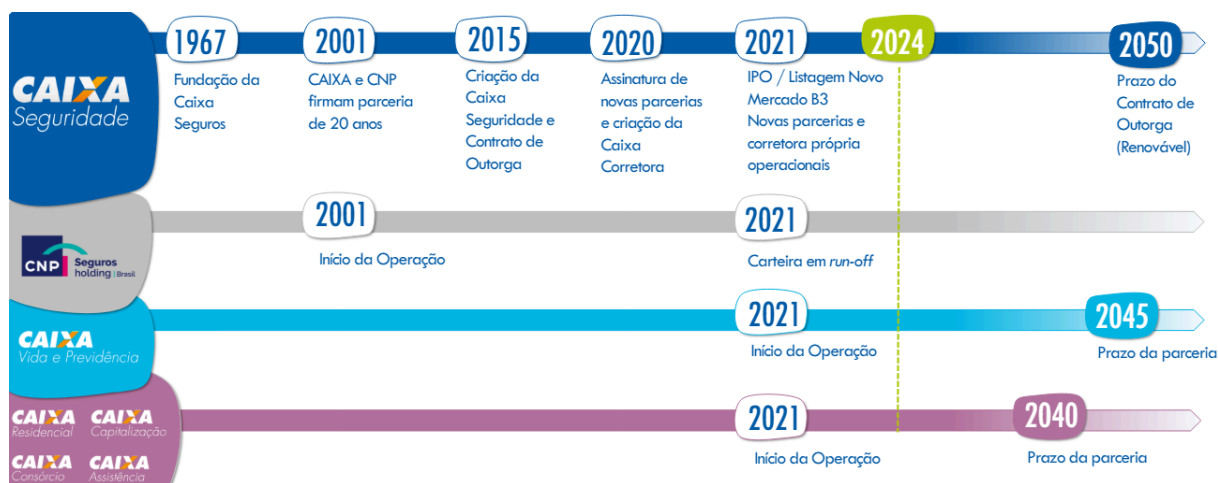 1967
2001
2015
2020
2021
2024
2050
CAIXA
Seguridade
Fundação da
Caixa
Seguros
CAIXA e CNP
firmam parceria
de 20 anos
Criação da
Caixa
Seguridade e
Contrato de
Outorga
Assinatura de
novas parcerias
e criação da
Caixa
Corretora
IPO / Listagem Novo
Mercado B3
Novas parcerias e
corretora própria
operacionais
Prazo do
Contrato de
Outorga
(Renovável)
CNP
Seguros
holding | Brasil
2001
Início da Operação
2021
Carteira em run-off
CAIXA
Vida e Previdência
2021
Início da Operação
2045
Prazo da parceria
CAIXA
Residencial
CAIXA
Capitalização
CAIXA
Consórcio
CAIXA
Assistência
2021
Início da Operação
2040
Prazo da parceria